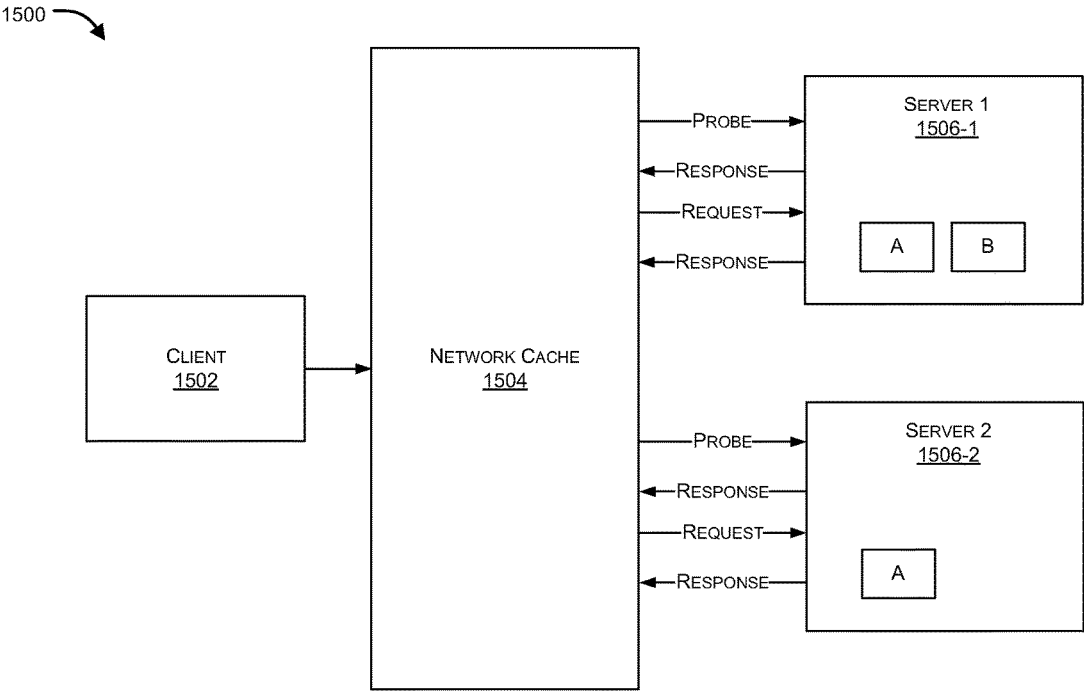 1500
CLIENT
1502
NETWORK CACHE
1504
PROBE
RESPONSE
REQUEST
RESPONSE
SERVER 1
1506-1
A B
PROBE
RESPONSE
REQUEST
RESPONSE
SERVER 2
1506-2
A